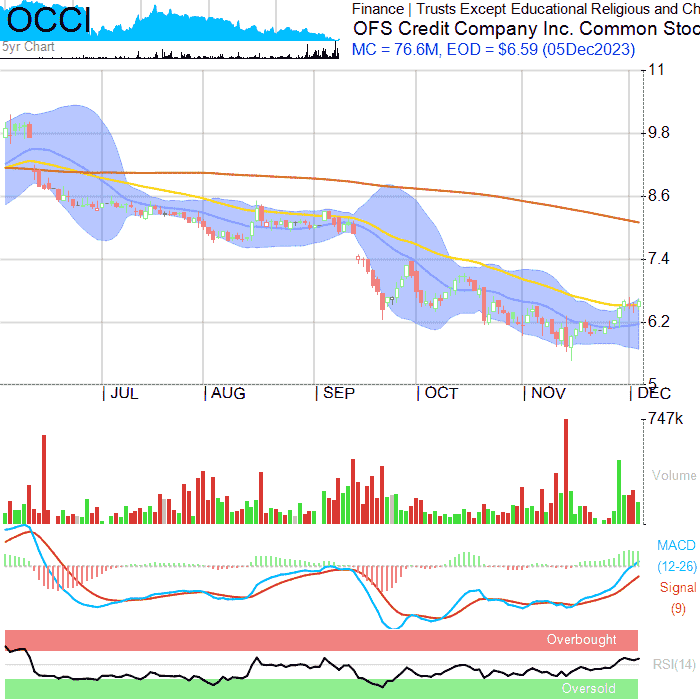 OCCI
5yr Chart
Finance | Trusts Except Educational Religious and Ch
OFS Credit Company Inc. Common Stoc
MC = 76.6M, EOD = $6.59 (05Dec2023)
11
9.8
8.6
7.4
6.2
5
| JUL | AUG | SEP | OCT | NOV | DEC
747k
Volume
MACD
(12-26)
Signal
(9)
Overbought
RSI(14)
Oversold